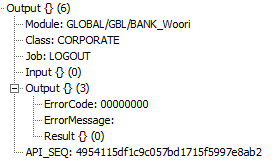 Output {} (6)
Module: GLOBAL/GBL/BANK_Woori
Class: CORPORATE
Job: LOGOUT
Input {} (0)
Output {} (3)
ErrorCode: 00000000
ErrorMessage:
Result {} (0)
API_SEQ: 4954115df1c9c057bd1715f5997e8ab2